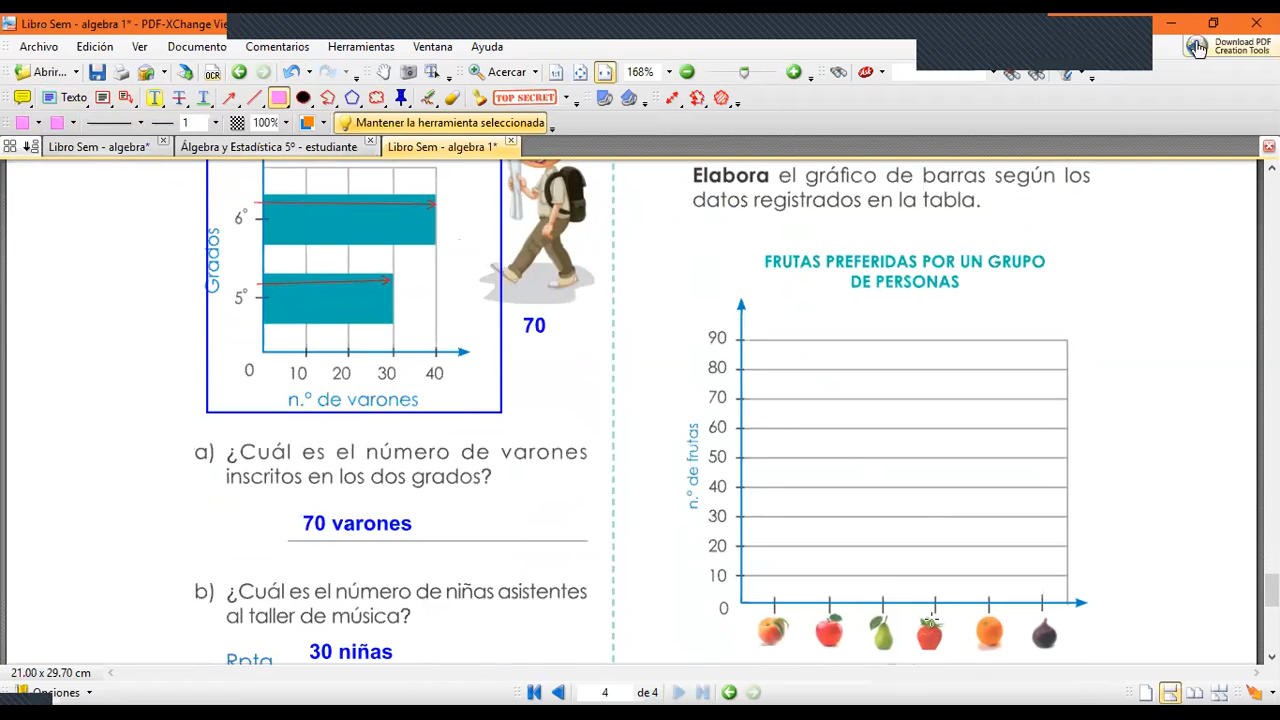 Libro Sem - algebra 1* - PDF-XChange Vie
Archivo Edición Ver Documento Comentarios Herramientas Ventana Ayuda
Download PDF
Creation Tools
Abrir... OCR Acercar 168%
Texto TOP SECRET
1 100% Mantener la herramienta seleccionada
Libro Sem - algebra* Álgebra y Estadística 5º - estudiante Libro Sem - algebra 1*
Grados
6°
5°
0 10 20 30 40
n.º de varones
70
a) ¿Cuál es el número de varones
inscritos en los dos grados?
70 varones
b) ¿Cuál es el número de niñas asistentes
al taller de música?
30 niñas
Rpta
Elabora el gráfico de barras según los
datos registrados en la tabla.
FRUTAS PREFERIDAS POR UN GRUPO
DE PERSONAS
n.º de frutas
90
80
70
60
50
40
30
20
10
0
21.00 x 29.70 cm
Opciones 4 de 4